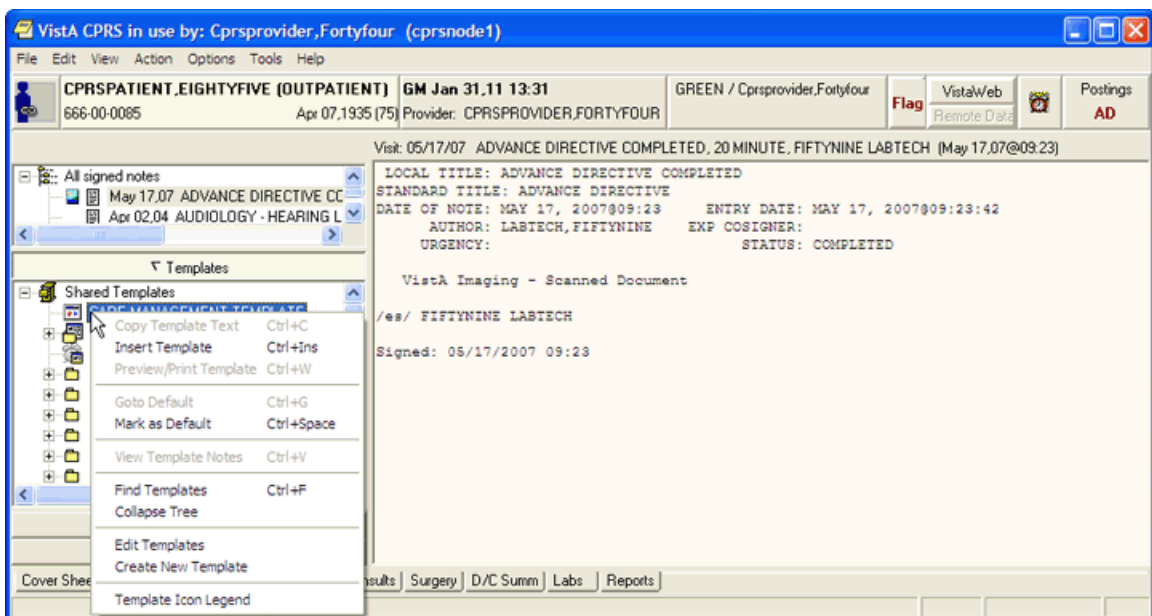 VistA CPRS in use by: Cprsprovider,Fortyfour (cprsnode1)
File Edit View Action Options Tools Help
CPRSPATIENT,EIGHTYFIVE (OUTPATIENT) GM Jan 31,11 13:31 GREEN / Cprsprovider,Fortyfour Flag VistaWeb Postings
666-00-0085 Apr 07,1935 (75) Provider: CPRSPROVIDER,FORTYFOUR Remote Data AD
Visit: 05/17/07 ADVANCE DIRECTIVE COMPLETED, 20 MINUTE, FIFTYNINE LABTECH (May 17,07@09:23)
All signed notes
May 17,07 ADVANCE DIRECTIVE CC
Apr 02,04 AUDIOLOGY - HEARING L
Templates
Shared Templates
CARE MANAGEMENT TEMPLATE
Copy Template Text Ctrl+C
Insert Template Ctrl+Ins
Preview/Print Template Ctrl+W
Goto Default Ctrl+G
Mark as Default Ctrl+Space
View Template Notes Ctrl+V
Find Templates Ctrl+F
Collapse Tree
Edit Templates
Create New Template
Template Icon Legend
LOCAL TITLE: ADVANCE DIRECTIVE COMPLETED
STANDARD TITLE: ADVANCE DIRECTIVE
DATE OF NOTE: MAY 17, 2007@09:23 ENTRY DATE: MAY 17, 2007@09:23:42
AUTHOR: LABTECH,FIFTYNINE EXP COSIGNER:
URGENCY: STATUS: COMPLETED
VistA Imaging - Scanned Document
/es/ FIFTYNINE LABTECH
Signed: 05/17/2007 09:23
Cover Shee nsults Surgery D/C Summ Labs Reports